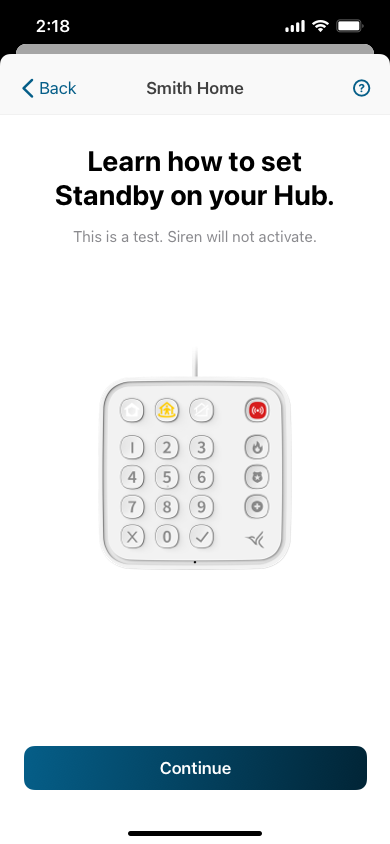 2:18
Back
Smith Home
?
Learn how to set
Standby on your Hub.
This is a test. Siren will not activate.
1 2 3
4 5 6
7 8 9
X 0 ✓
Continue